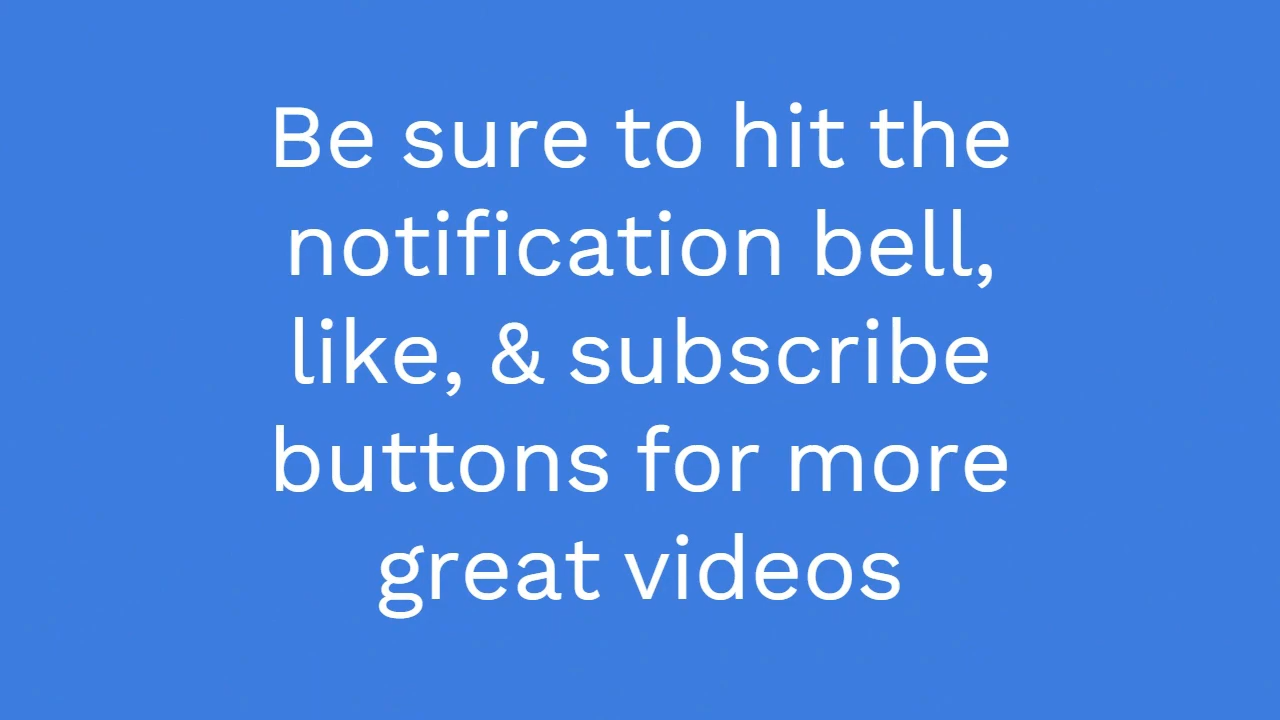 Be sure to hit the
notification bell,
like, & subscribe
buttons for more
great videos